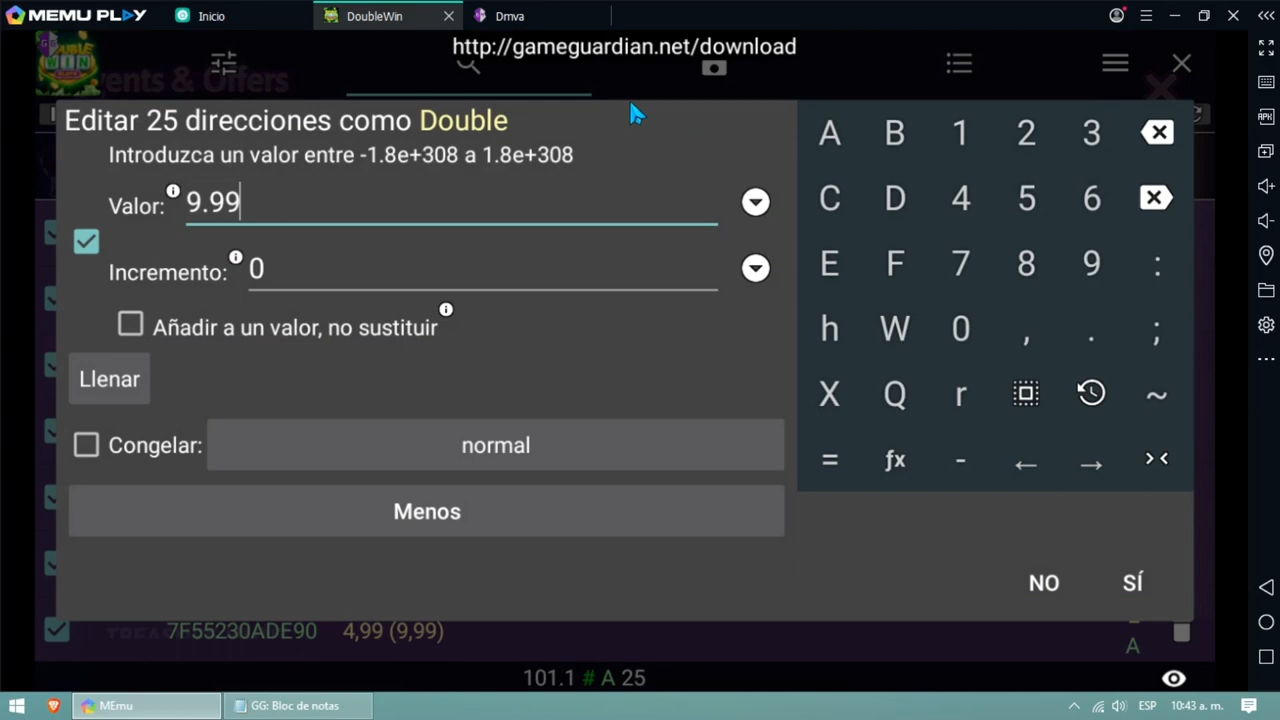 MEMU PLAY
Inicio
DoubleWin
Dmva
http://gameguardian.net/download
ents & Offers
Editar 25 direcciones como Double
Introduzca un valor entre -1.8e+308 a 1.8e+308
Valor: 9.99
Incremento: 0
Añadir a un valor, no sustituir
Llenar
Congelar: normal
Menos
A B 1 2 3
C D 4 5 6
E F 7 8 9 :
h W 0 , . ;
X Q r ~
= ƒx - ← → ><
NO SÍ
7F55230ADE90 4,99 (9,99)
A
101.1 # A 25
MEmu
GG: Bloc de notas
ESP
10:43 a. m.